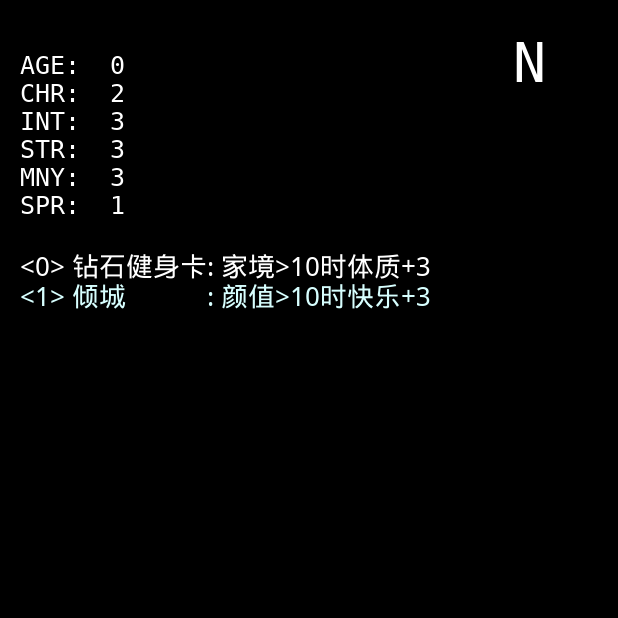 N
AGE: 0
CHR: 2
INT: 3
STR: 3
MNY: 3
SPR: 1
<0> 钻石健身卡: 家境>10时体质+3
<1> 倾城 : 颜值>10时快乐+3